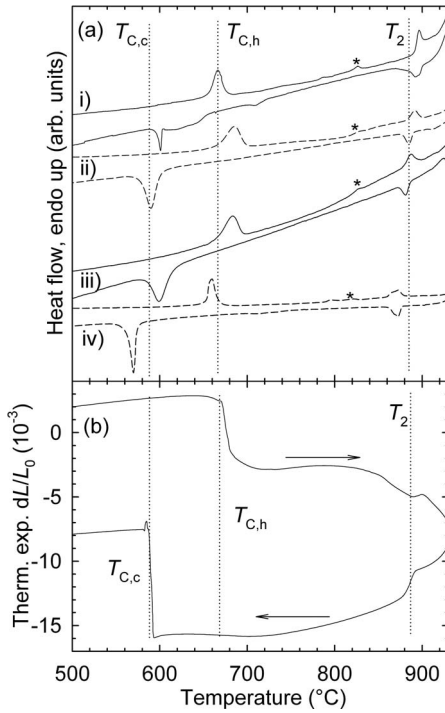 (a) T_C,c T_C,h T_2
Heat flow, endo up (arb. units)
i)
*
ii)
*
iii)
*
iv)
*
(b) T_2
T_C,h
T_C,c
Therm. exp. dL/L_0 (10^-3)
0
-5
-10
-15
500 600 700 800 900
Temperature (°C)